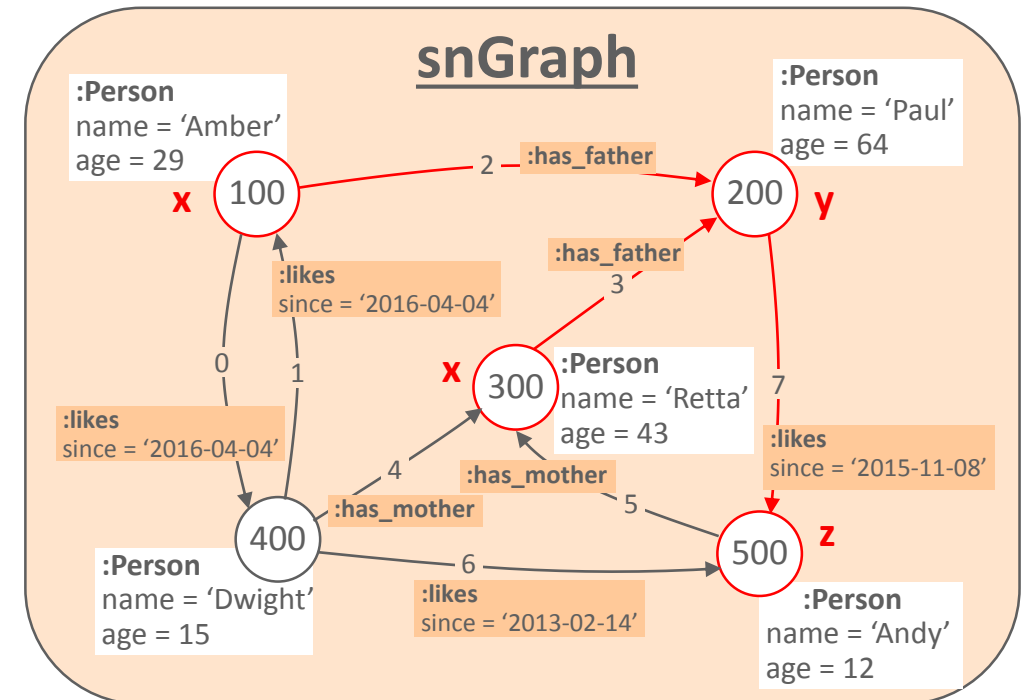 snGraph
:Person
name = ‘Amber’
age = 29
:Person
name = ‘Paul’
age = 64
2
:has_father
x
100
200
y
:has_father
3
:likes
since = ‘2016-04-04’
0
1
x
300
:Person
name = ‘Retta’
age = 43
7
:likes
since = ‘2016-04-04’
:likes
since = ‘2015-11-08’
4
:has_mother
:has_mother
5
400
6
500
z
:Person
name = ‘Dwight’
age = 15
:likes
since = ‘2013-02-14’
:Person
name = ‘Andy’
age = 12